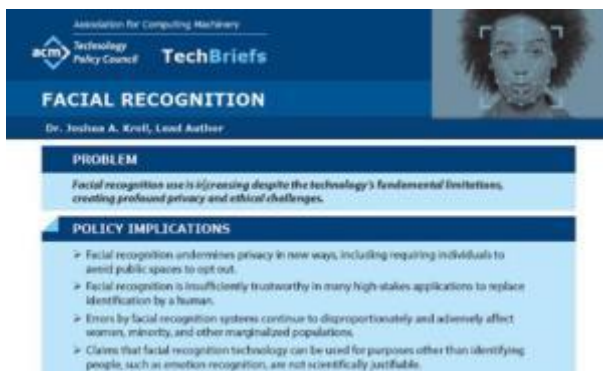 Association for Computing Machinery
acm Technology
Policy Council TechBriefs
FACIAL RECOGNITION
Dr. Joshua A. Kroll, Lead Author
PROBLEM
Facial recognition use is increasing despite the technology's fundamental limitations,
creating profound privacy and ethical challenges.
POLICY IMPLICATIONS
➢ Facial recognition undermines privacy in new ways, including requiring individuals to
avoid public spaces to opt out.
➢ Facial recognition is insufficiently trustworthy in many high-stakes applications to replace
identification by a human.
➢ Errors by facial recognition systems continue to disproportionately and adversely affect
women, minority, and other marginalized populations.
➢ Claims that facial recognition technology can be used for purposes other than identifying
people, such as emotion recognition, are not scientifically justifiable.